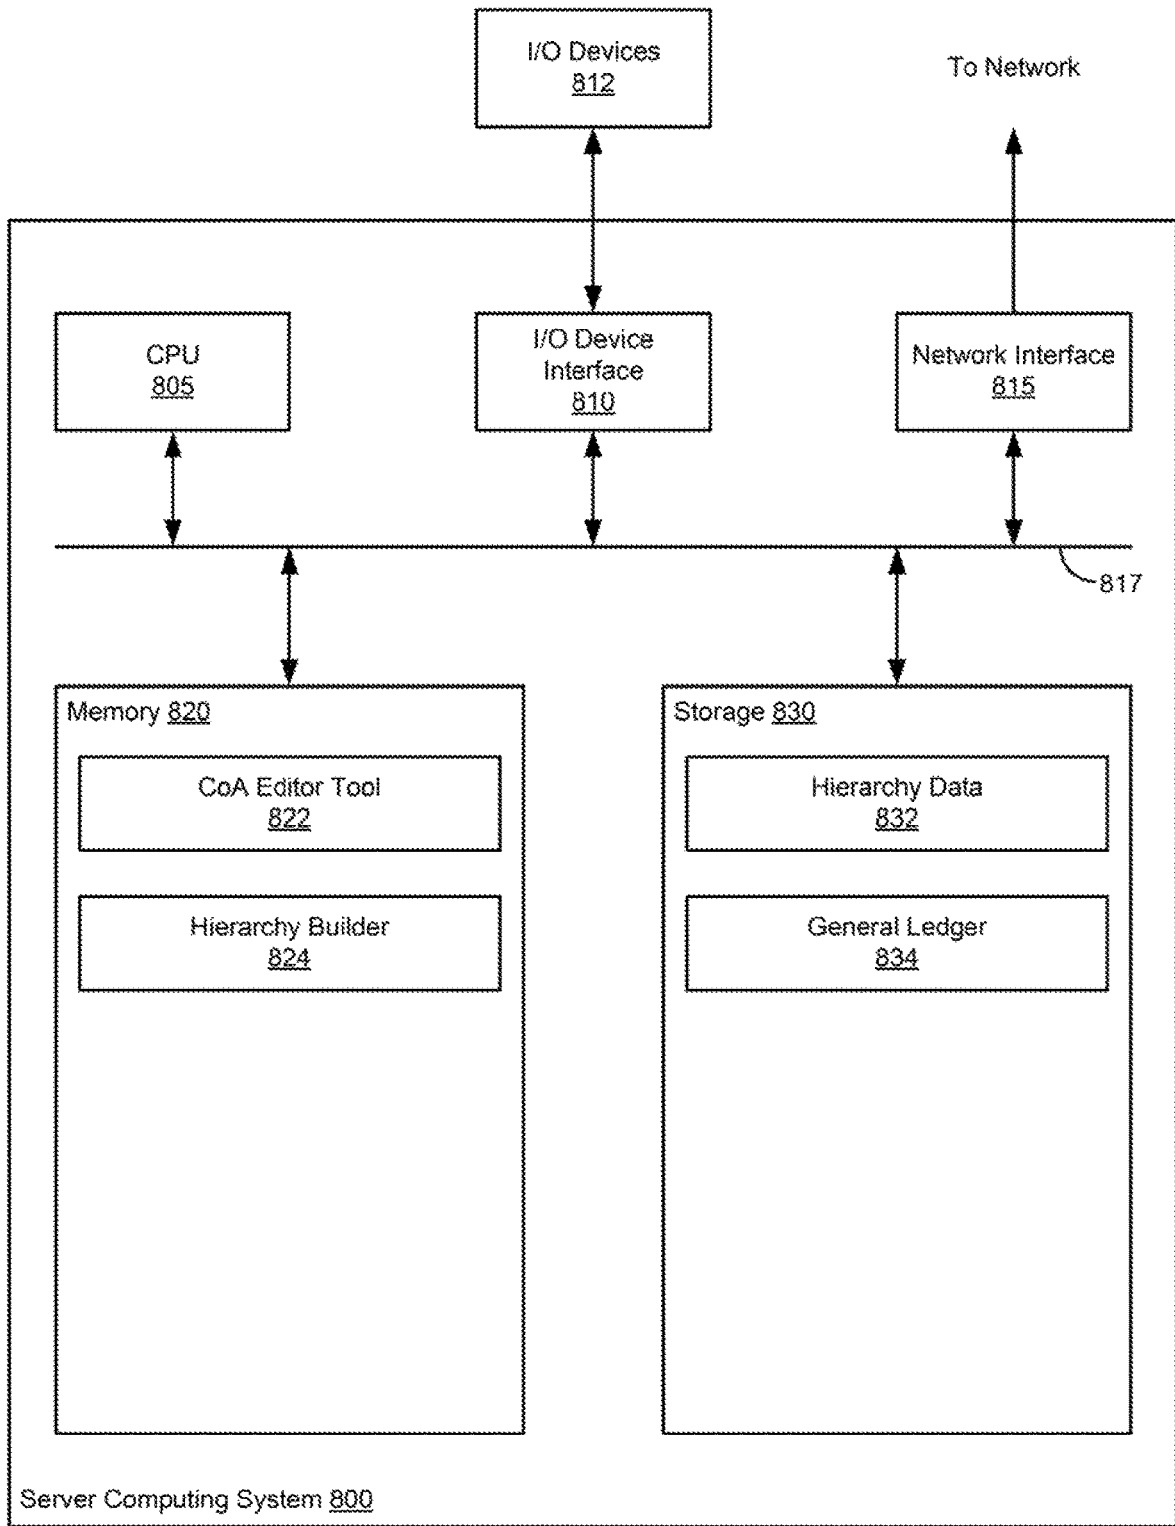 I/O Devices
812
To Network
CPU
805
I/O Device
Interface
810
Network Interface
815
817
Memory 820
CoA Editor Tool
822
Hierarchy Builder
824
Storage 830
Hierarchy Data
832
General Ledger
834
Server Computing System 800